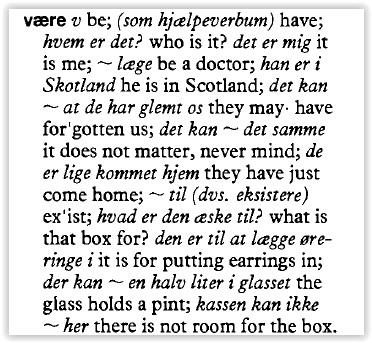 være v be; (som hjælpeverbum) have;
hvem er det? who is it? det er mig it
is me; ~ læge be a doctor; han er i
Skotland he is in Scotland; det kan
~ at de har glemt os they may· have
for'gotten us; det kan ~ det samme
it does not matter, never mind; de
er lige kommet hjem they have just
come home; ~ til (dvs. eksistere)
ex'ist; hvad er den æske til? what is
that box for? den er til at lægge øre-
ringe i it is for putting earrings in;
der kan ~ en halv liter i glasset the
glass holds a pint; kassen kan ikke
~ her there is not room for the box.